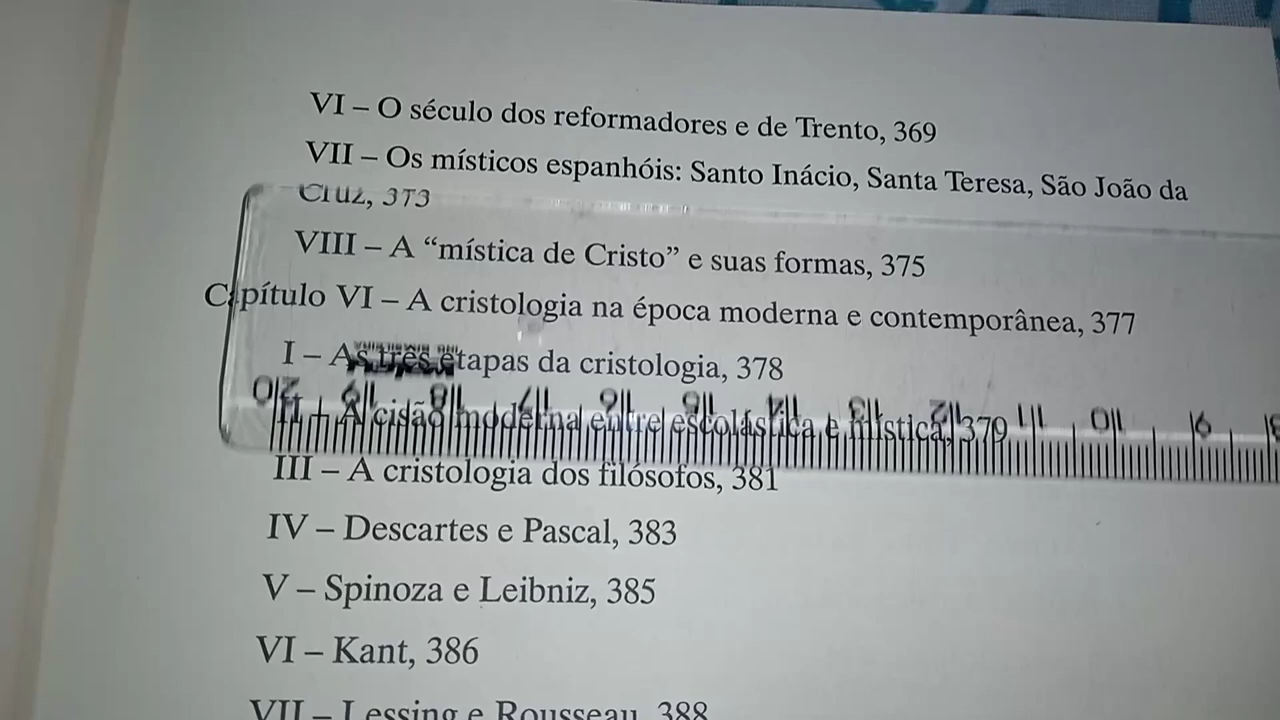 VI – O século dos reformadores e de Trento, 369
VII – Os místicos espanhóis: Santo Inácio, Santa Teresa, São João da
Cruz, 373
VIII – A “mística de Cristo” e suas formas, 375
Capítulo VI – A cristologia na época moderna e contemporânea, 377
I – As três etapas da cristologia, 378
II – A cisão moderna entre escolástica e mística, 379
III – A cristologia dos filósofos, 381
IV – Descartes e Pascal, 383
V – Spinoza e Leibniz, 385
VI – Kant, 386
VII – Lessing e Rousseau, 388